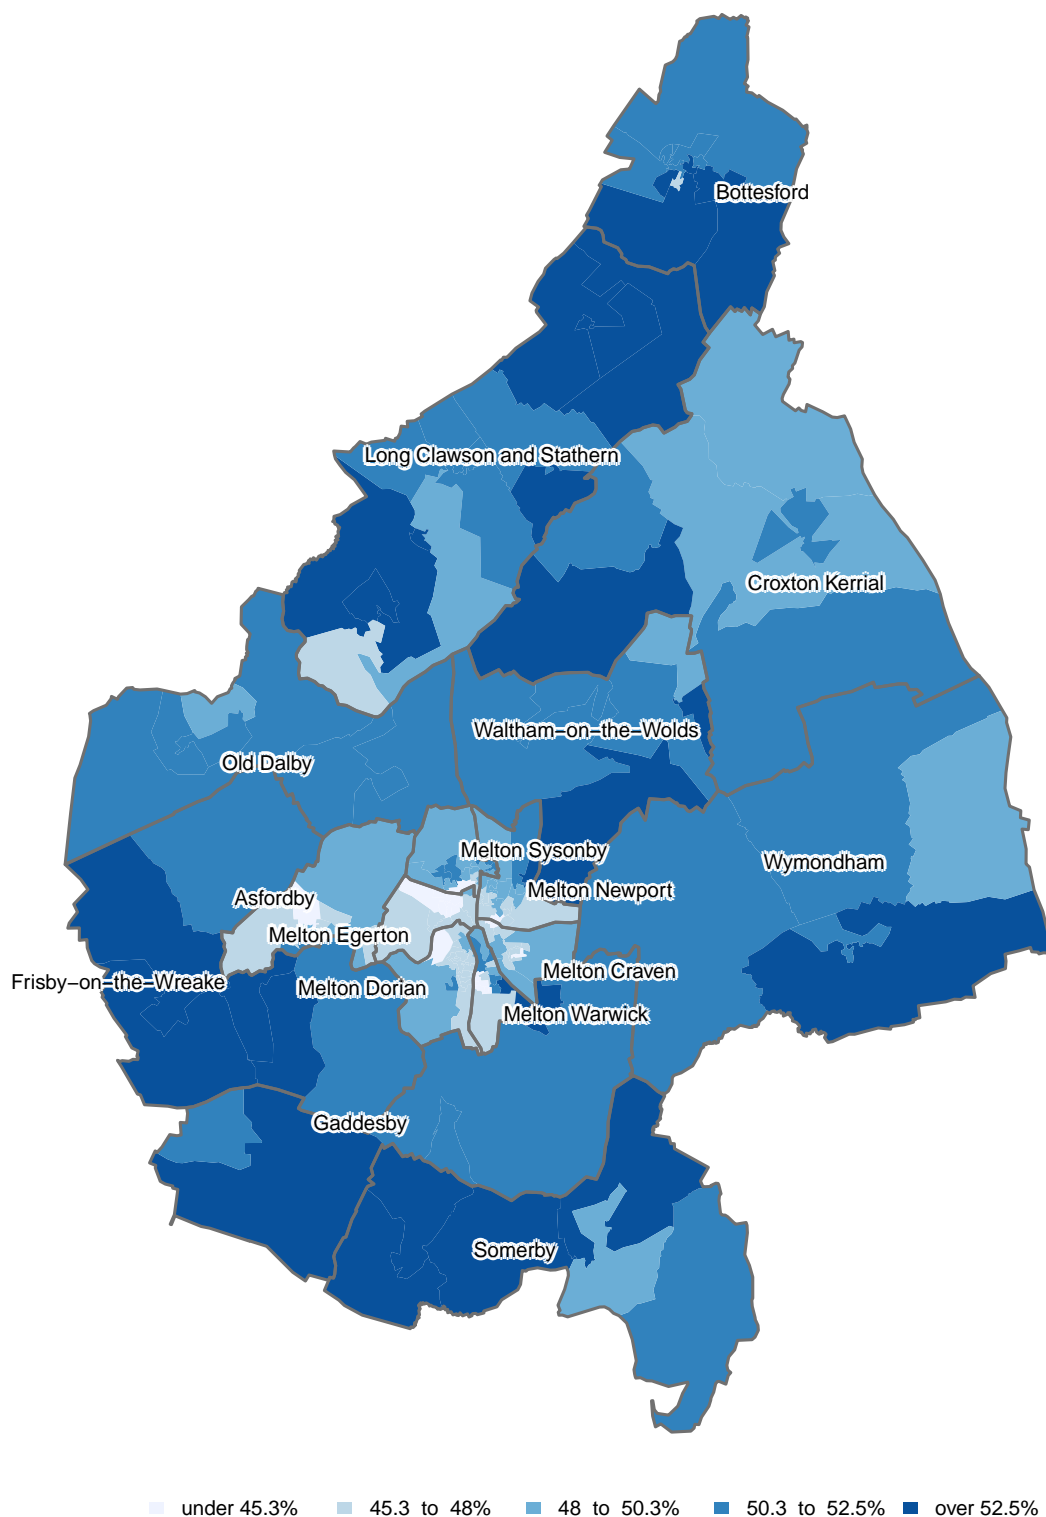 Bottesford
Long Clawson and Stathern
Croxton Kerrial
Waltham−on−the−Wolds
Old Dalby
Melton Sysonby
Wymondham
Melton Newport
Asfordby
Melton Egerton
Melton Craven
Frisby−on−the−Wreake
Melton Dorian
Melton Warwick
Gaddesby
Somerby
under 45.3% 45.3 to 48% 48 to 50.3% 50.3 to 52.5% over 52.5%